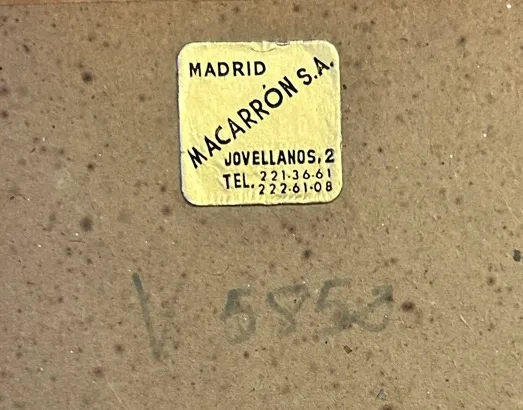 MADRID
MACARRÓN S.A.
JOVELLANOS, 2
TEL. 221·36·61
222·61·08